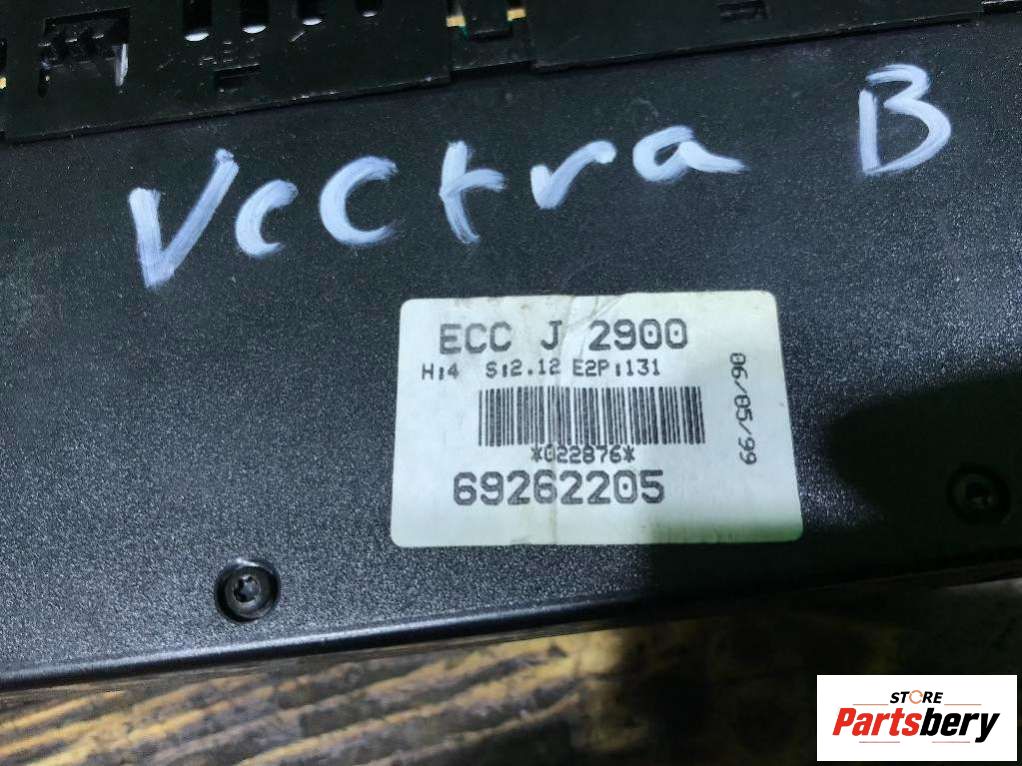 Vectra B
ECC J 2900
H:4 S:2.12 E2P:131
06/05/99
*022876*
69262205
STORE
Partsbery